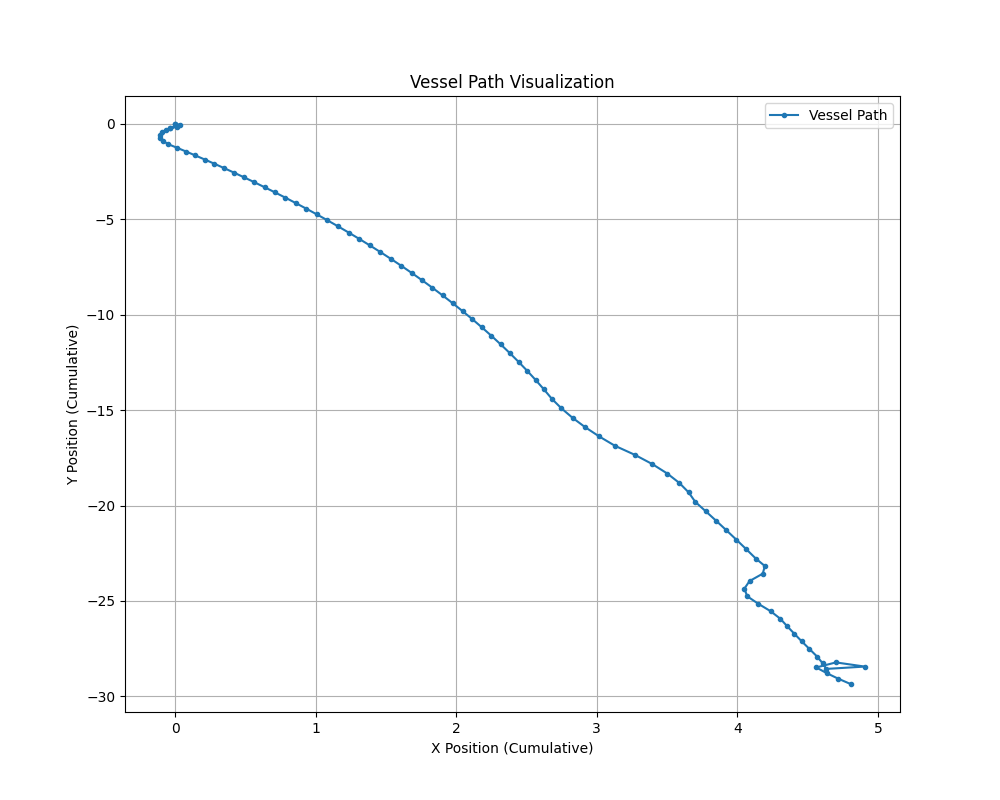 Vessel Path Visualization
Vessel Path
Y Position (Cumulative)
0
−5
−10
−15
−20
−25
−30
0 1 2 3 4 5
X Position (Cumulative)